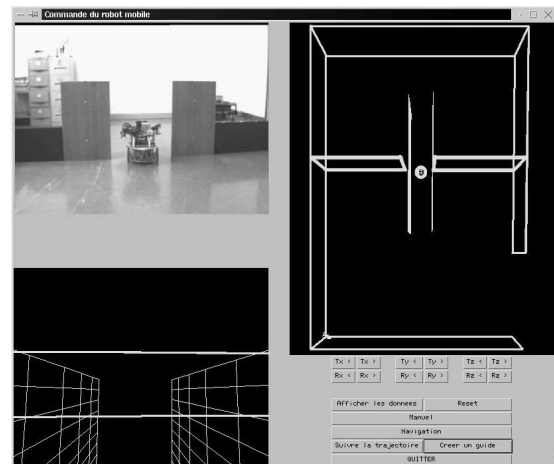 Commande du robot mobile
Tx < Tx > Ty < Ty > Tz < Tz >
Rx < Rx > Ry < Ry > Rz < Rz >
Afficher les donnees Reset
Manuel
Navigation
Suivre la trajectoire Creer un guide
QUITTER